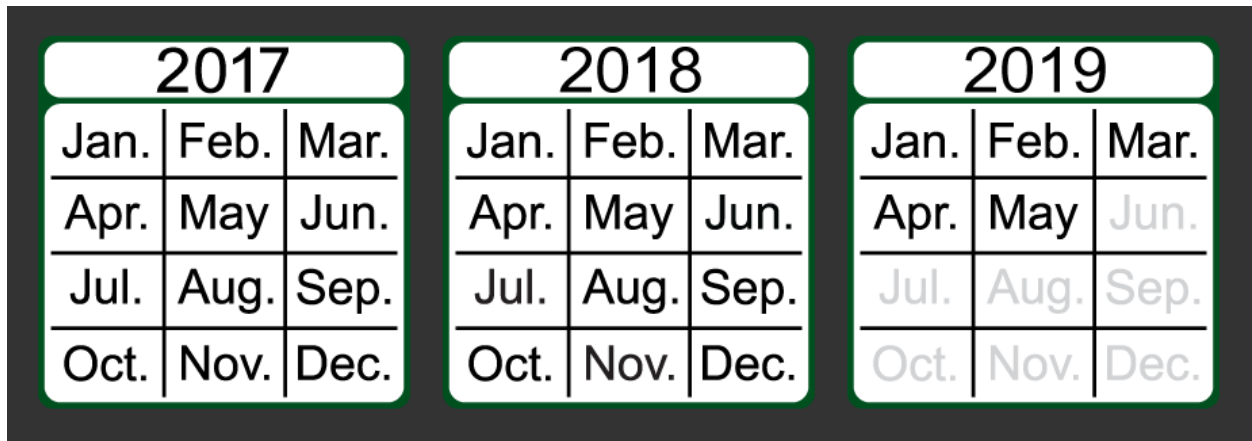 2017 2018 2019
Jan. Feb. Mar. Jan. Feb. Mar. Jan. Feb. Mar.
Apr. May Jun. Apr. May Jun. Apr. May Jun.
Jul. Aug. Sep. Jul. Aug. Sep. Jul. Aug. Sep.
Oct. Nov. Dec. Oct. Nov. Dec. Oct. Nov. Dec.